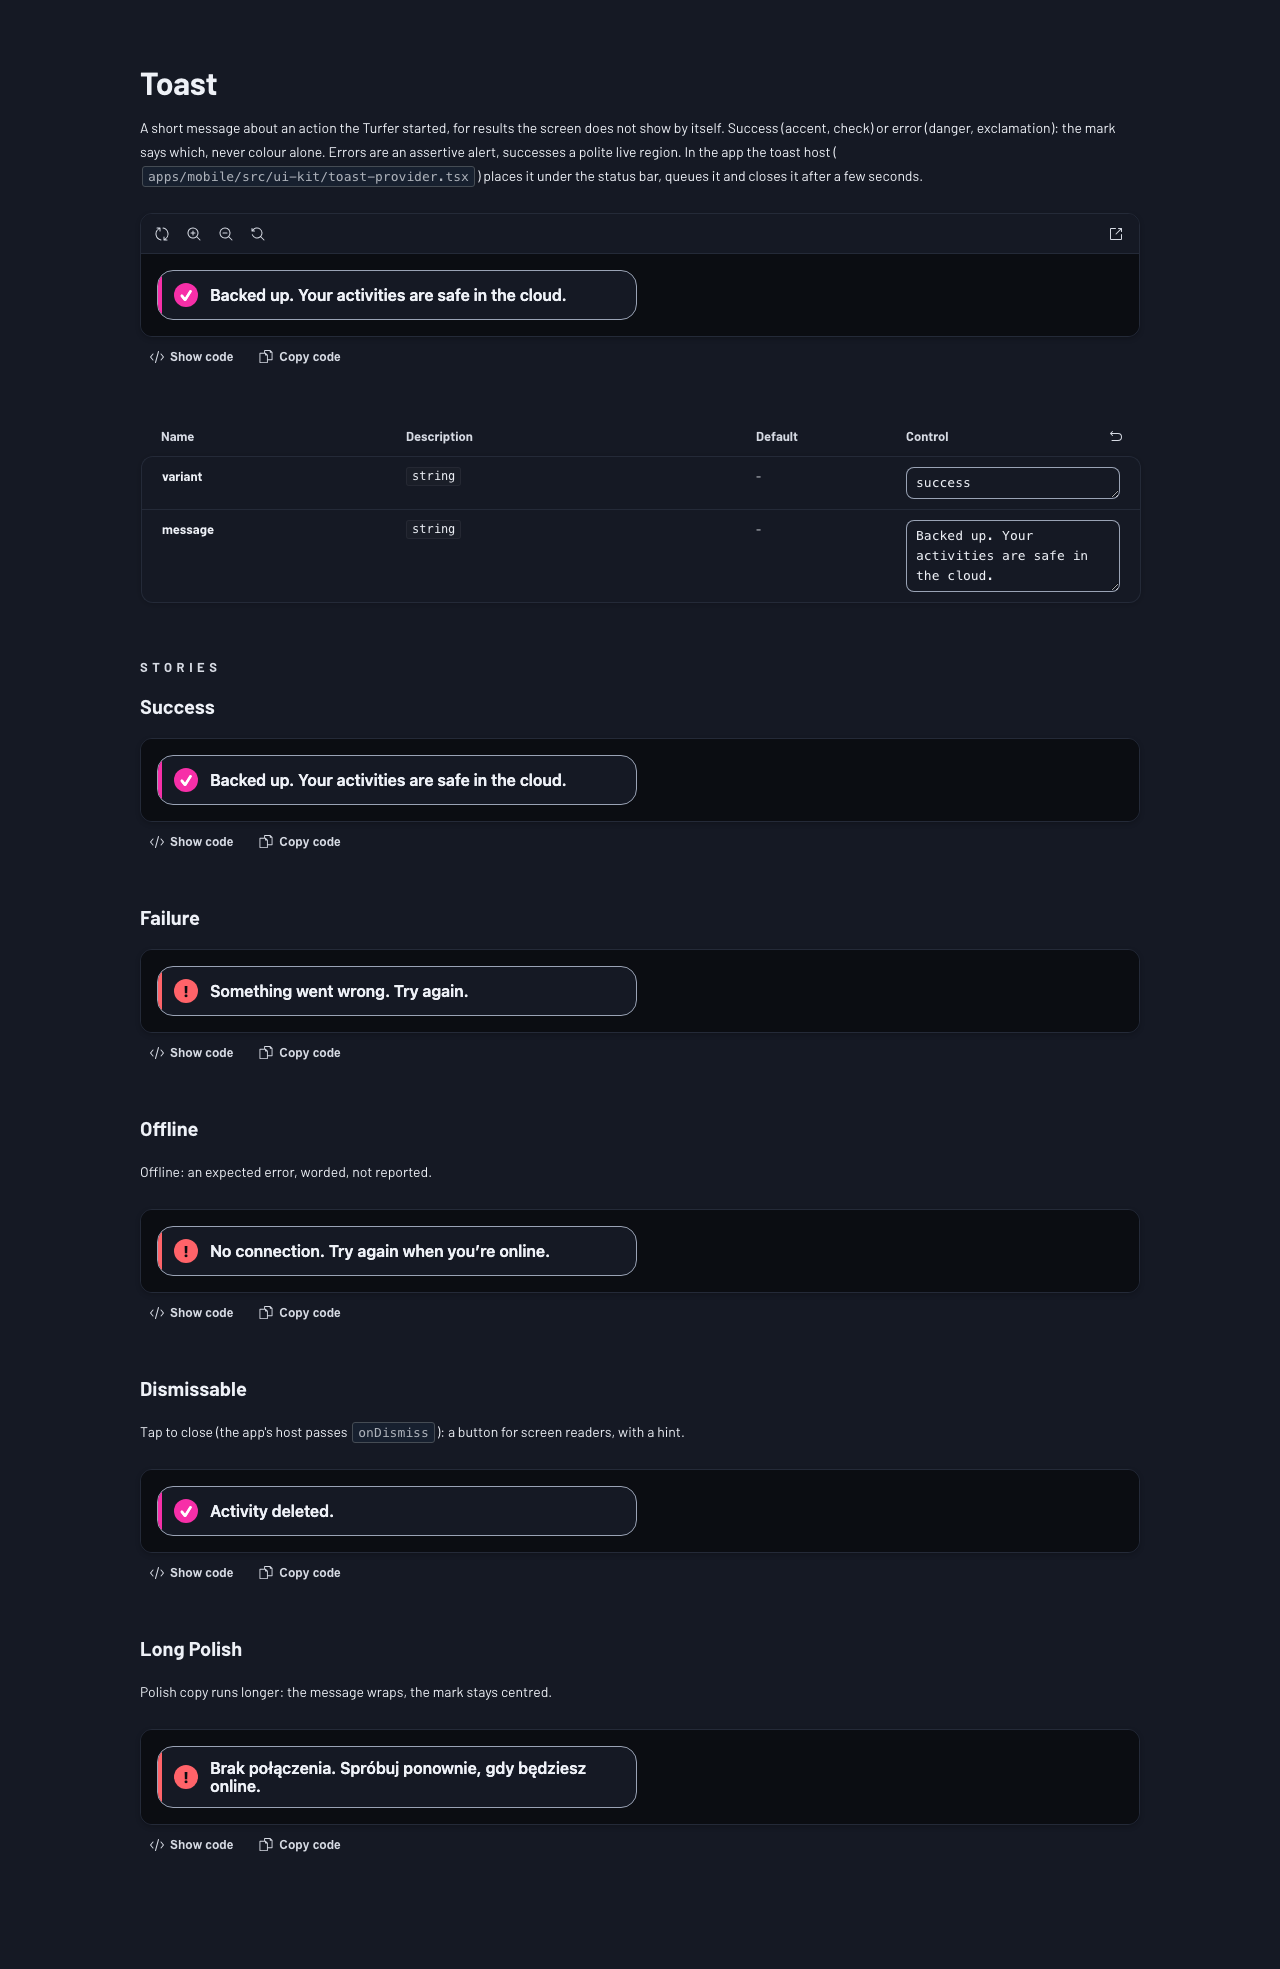 Toast
A short message about an action the Turfer started, for results the screen does not show by itself. Success (accent, check) or error (danger, exclamation): the mark
says which, never colour alone. Errors are an assertive alert, successes a polite live region. In the app the toast host (
apps/mobile/src/ui-kit/toast-provider.tsx ) places it under the status bar, queues it and closes it after a few seconds.
Backed up. Your activities are safe in the cloud.
Show code Copy code
Name Description Default Control
variant string - success
message string - Backed up. Your
activities are safe in
the cloud.
STORIES
Success
Backed up. Your activities are safe in the cloud.
Show code Copy code
Failure
Something went wrong. Try again.
Show code Copy code
Offline
Offline: an expected error, worded, not reported.
No connection. Try again when you’re online.
Show code Copy code
Dismissable
Tap to close (the app's host passes onDismiss ): a button for screen readers, with a hint.
Activity deleted.
Show code Copy code
Long Polish
Polish copy runs longer: the message wraps, the mark stays centred.
Brak połączenia. Spróbuj ponownie, gdy będziesz
online.
Show code Copy code